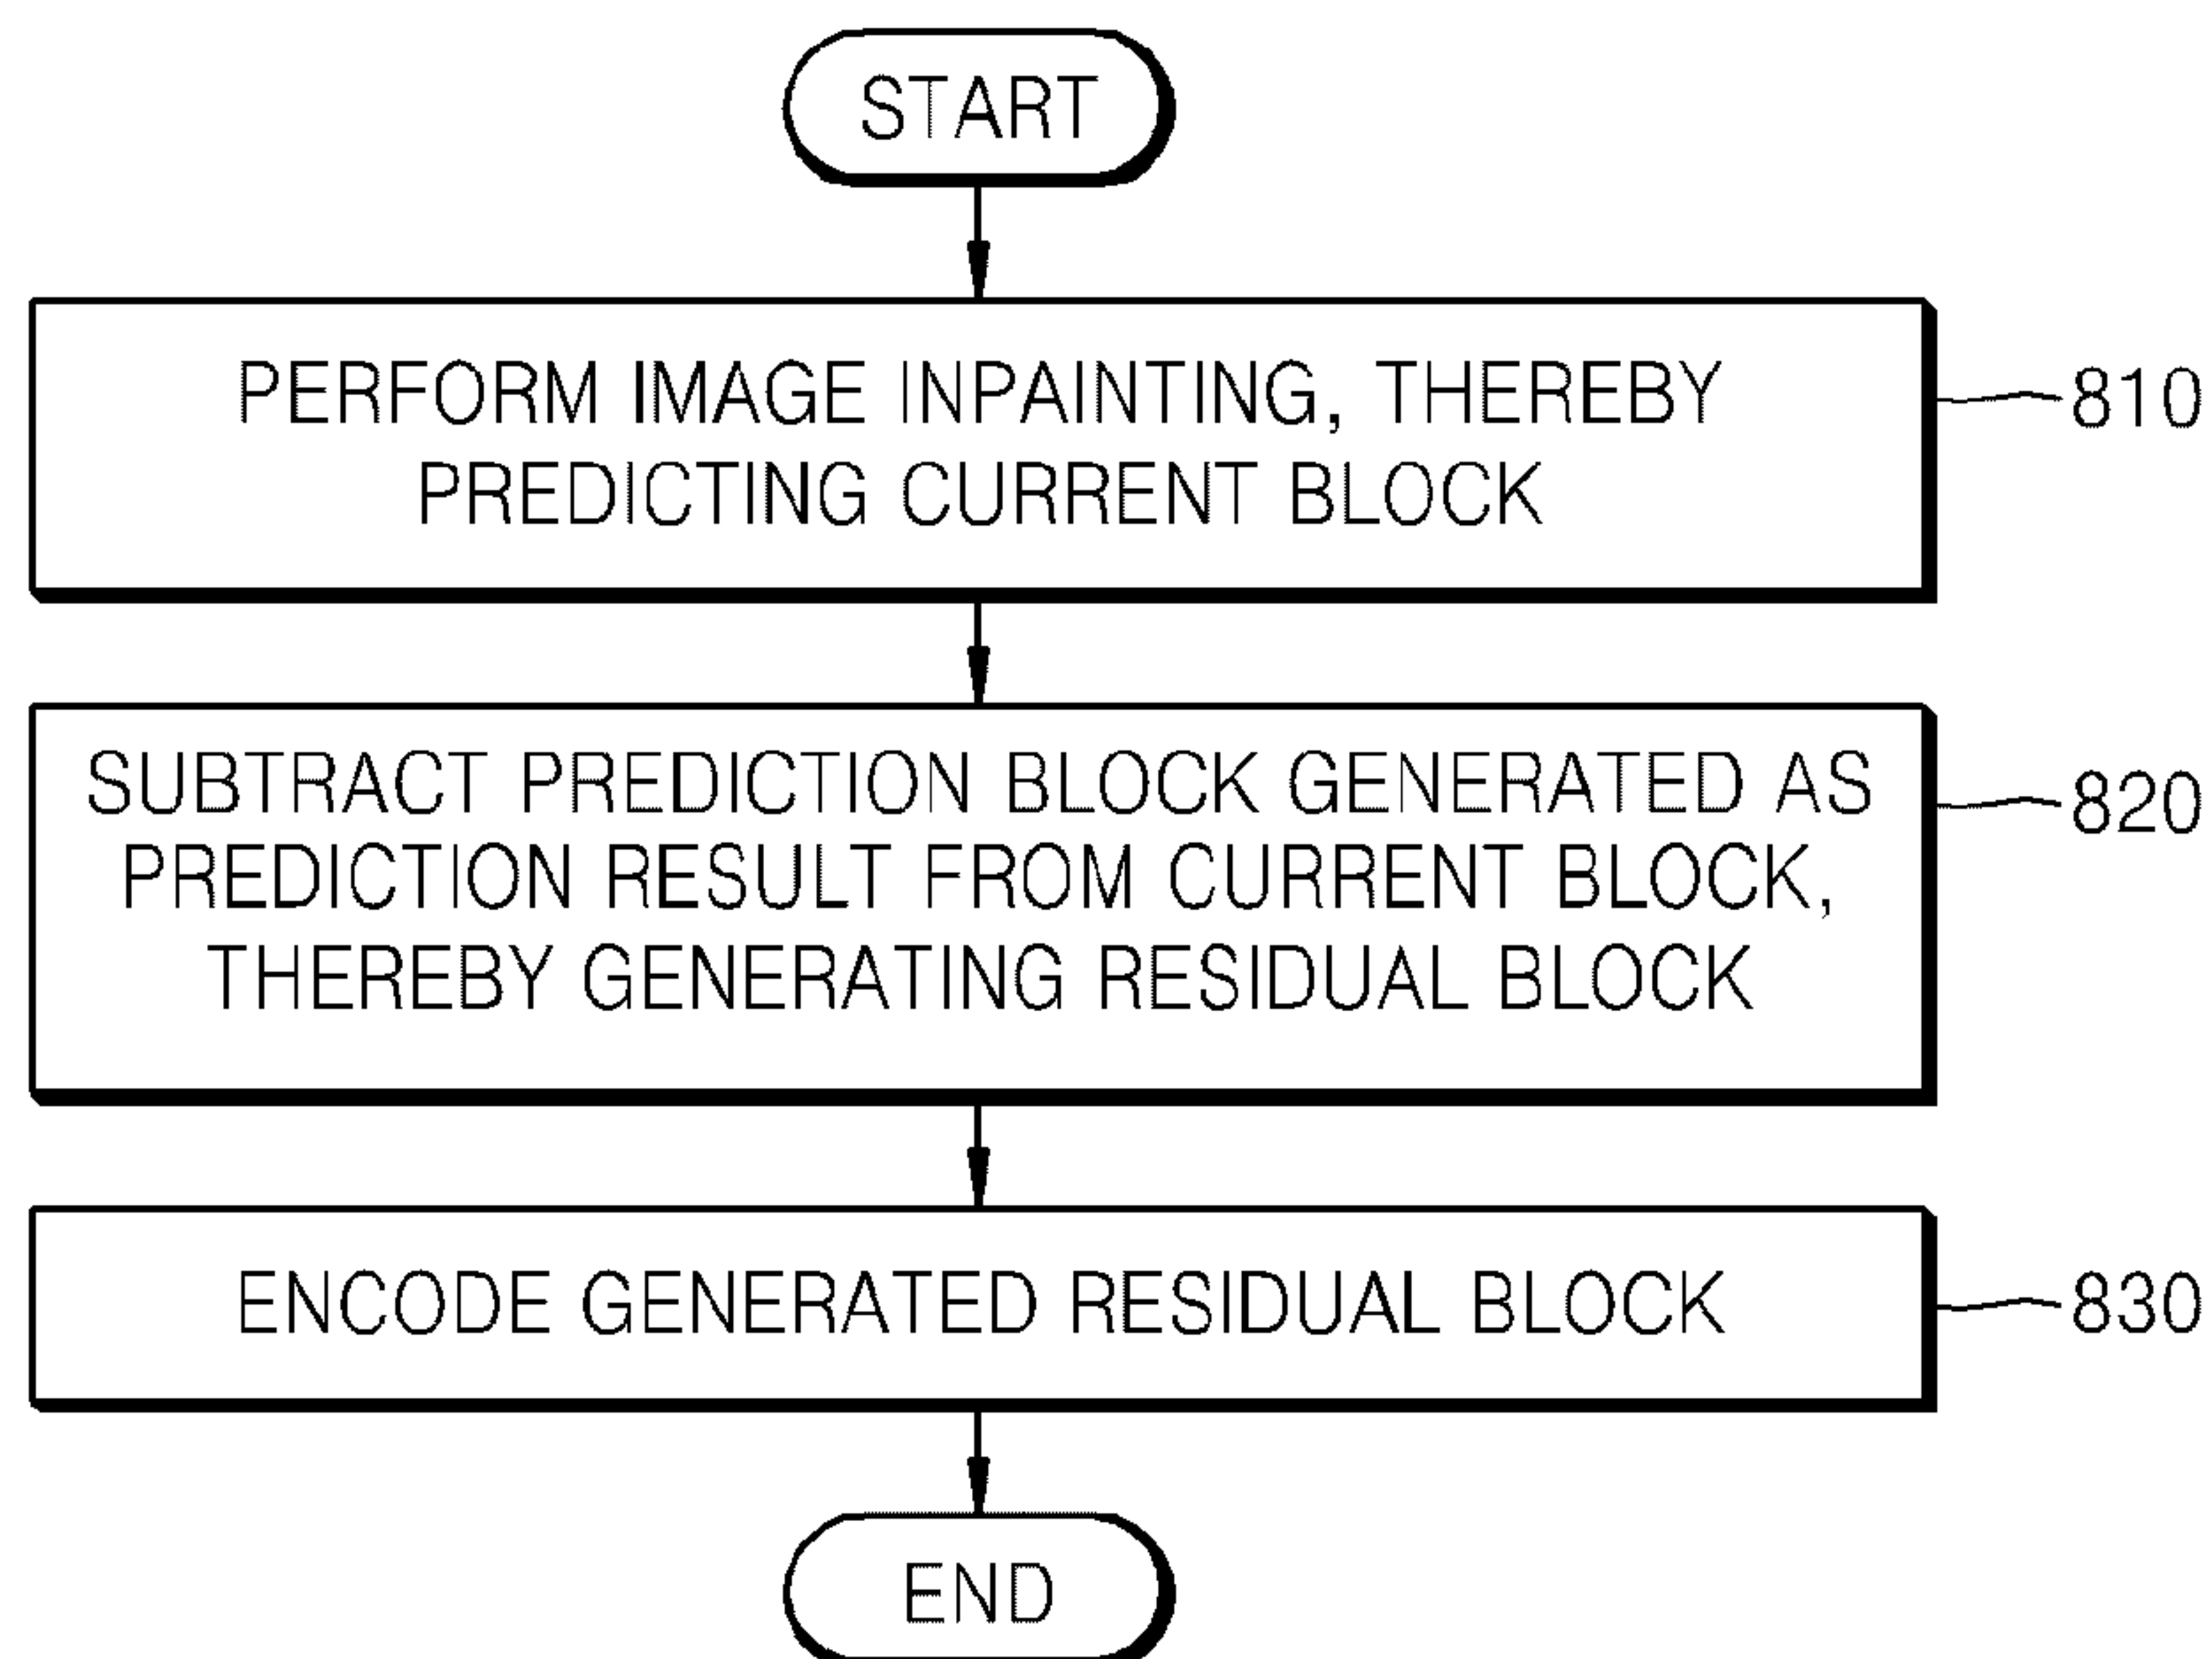 START
PERFORM IMAGE INPAINTING, THEREBY
PREDICTING CURRENT BLOCK
810
SUBTRACT PREDICTION BLOCK GENERATED AS
PREDICTION RESULT FROM CURRENT BLOCK,
THEREBY GENERATING RESIDUAL BLOCK
820
ENCODE GENERATED RESIDUAL BLOCK
830
END